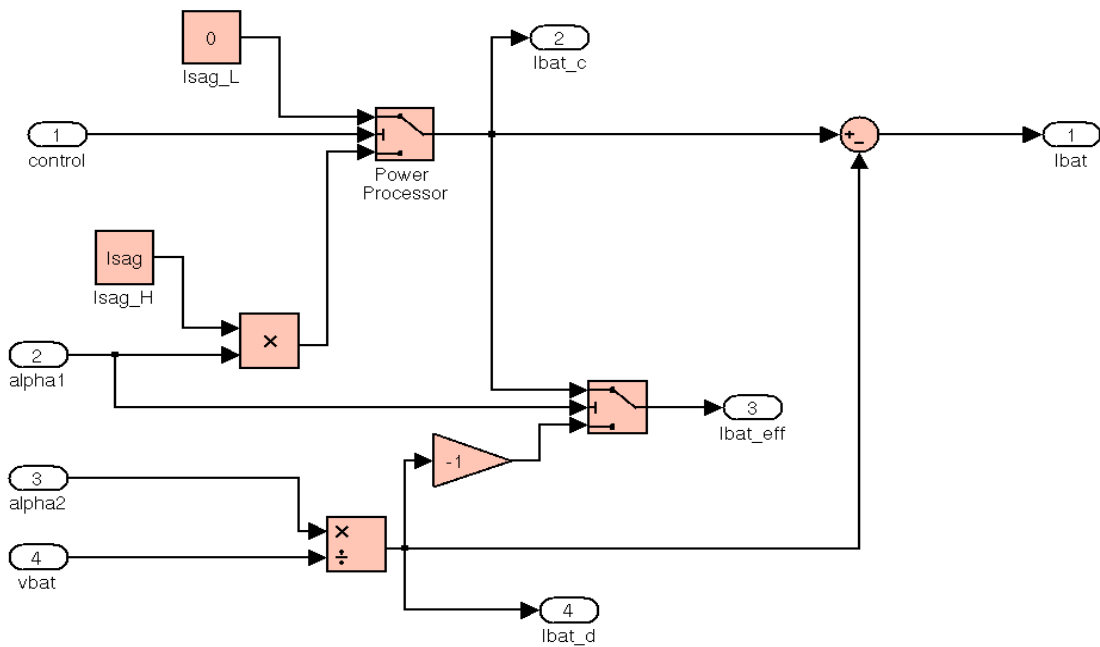 0
Isag_L
2
Ibat_c
1
control
Power
Processor
+
−
1
Ibat
Isag
Isag_H
×
2
alpha1
3
Ibat_eff
-1
3
alpha2
×
÷
4
vbat
4
Ibat_d